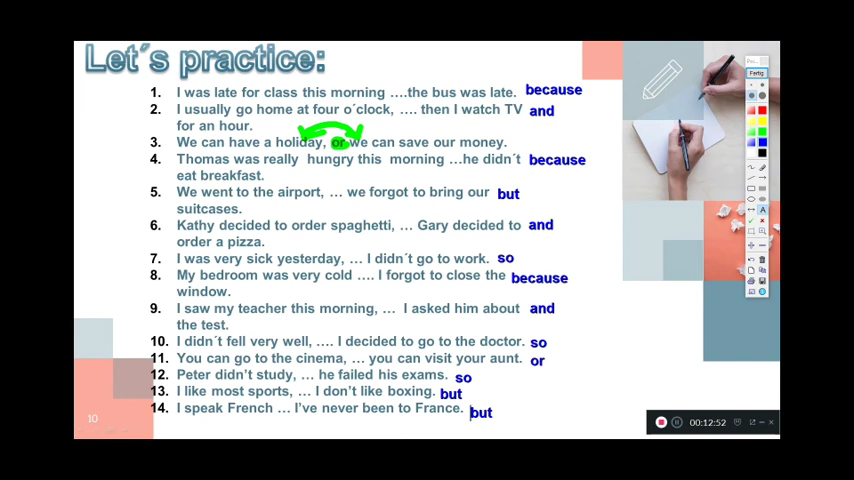 Let´s practice:
1. I was late for class this morning ….the bus was late. because
2. I usually go home at four o´clock, …. then I watch TV and
for an hour.
3. We can have a holiday, or we can save our money.
4. Thomas was really hungry this morning …he didn´t because
eat breakfast.
5. We went to the airport, … we forgot to bring our but
suitcases.
6. Kathy decided to order spaghetti, … Gary decided to and
order a pizza.
7. I was very sick yesterday, … I didn´t go to work. so
8. My bedroom was very cold …. I forgot to close the because
window.
9. I saw my teacher this morning, … I asked him about and
the test.
10. I didn´t fell very well, …. I decided to go to the doctor. so
11. You can go to the cinema, … you can visit your aunt. or
12. Peter didn’t study, … he failed his exams. so
13. I like most sports, … I don’t like boxing. but
14. I speak French … I’ve never been to France. but
10
Fertig
A
00:12:52